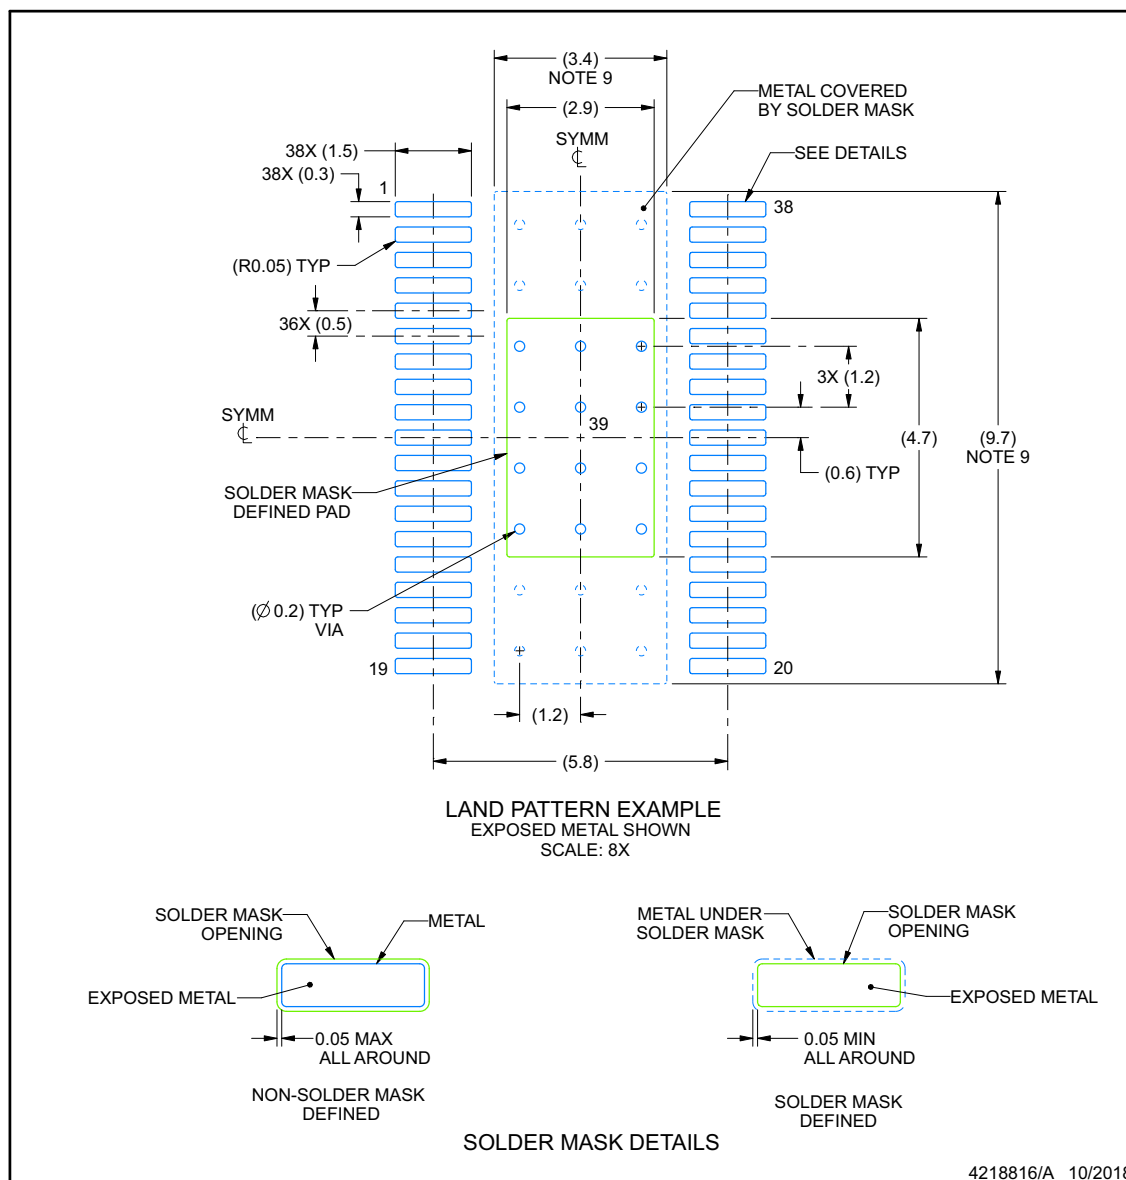 (3.4)
NOTE 9
METAL COVERED
BY SOLDER MASK
(2.9)
SYMM
38X (1.5)
SEE DETAILS
38X (0.3)
1
38
(R0.05) TYP
36X (0.5)
3X (1.2)
SYMM
39
(4.7)
(9.7)
NOTE 9
(0.6) TYP
SOLDER MASK
DEFINED PAD
(Ø 0.2) TYP
VIA
19
20
(1.2)
(5.8)
LAND PATTERN EXAMPLE
EXPOSED METAL SHOWN
SCALE: 8X
SOLDER MASK
OPENING
METAL
EXPOSED METAL
0.05 MAX
ALL AROUND
NON-SOLDER MASK
DEFINED
METAL UNDER
SOLDER MASK
SOLDER MASK
OPENING
EXPOSED METAL
0.05 MIN
ALL AROUND
SOLDER MASK
DEFINED
SOLDER MASK DETAILS
4218816/A 10/2018